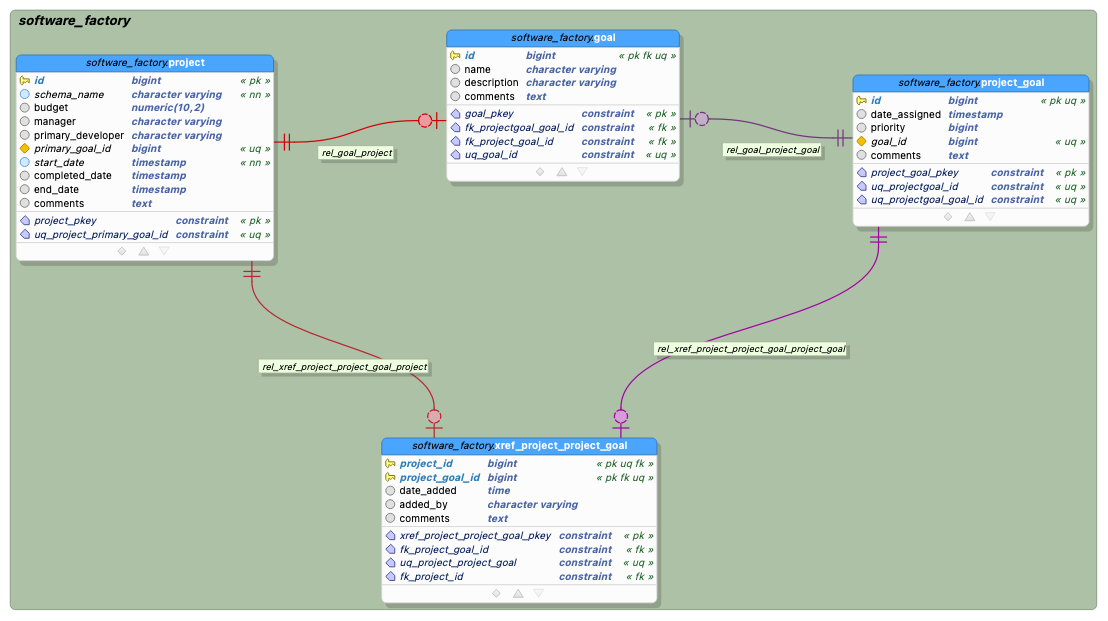 software_factory
software_factory.project
id bigint « pk »
schema_name character varying « nn »
budget numeric(10,2)
manager character varying
primary_developer character varying
primary_goal_id bigint « uq »
start_date timestamp « nn »
completed_date timestamp
end_date timestamp
comments text
project_pkey constraint « pk »
uq_project_primary_goal_id constraint « uq »
software_factory.goal
id bigint « pk fk uq »
name character varying
description character varying
comments text
goal_pkey constraint « pk »
fk_projectgoal_goal_id constraint « fk »
fk_project_goal_id constraint « fk »
uq_goal_id constraint « uq »
software_factory.project_goal
id bigint « pk uq »
date_assigned timestamp
priority bigint
goal_id bigint « uq »
comments text
project_goal_pkey constraint « pk »
uq_projectgoal_id constraint « uq »
uq_projectgoal_goal_id constraint « uq »
rel_goal_project
rel_goal_project_goal
rel_xref_project_project_goal_project
rel_xref_project_project_goal_project_goal
software_factory.xref_project_project_goal
project_id bigint « pk uq fk »
project_goal_id bigint « pk fk uq »
date_added time
added_by character varying
comments text
xref_project_project_goal_pkey constraint « pk »
fk_project_goal_id constraint « fk »
uq_project_project_goal constraint « uq »
fk_project_id constraint « fk »